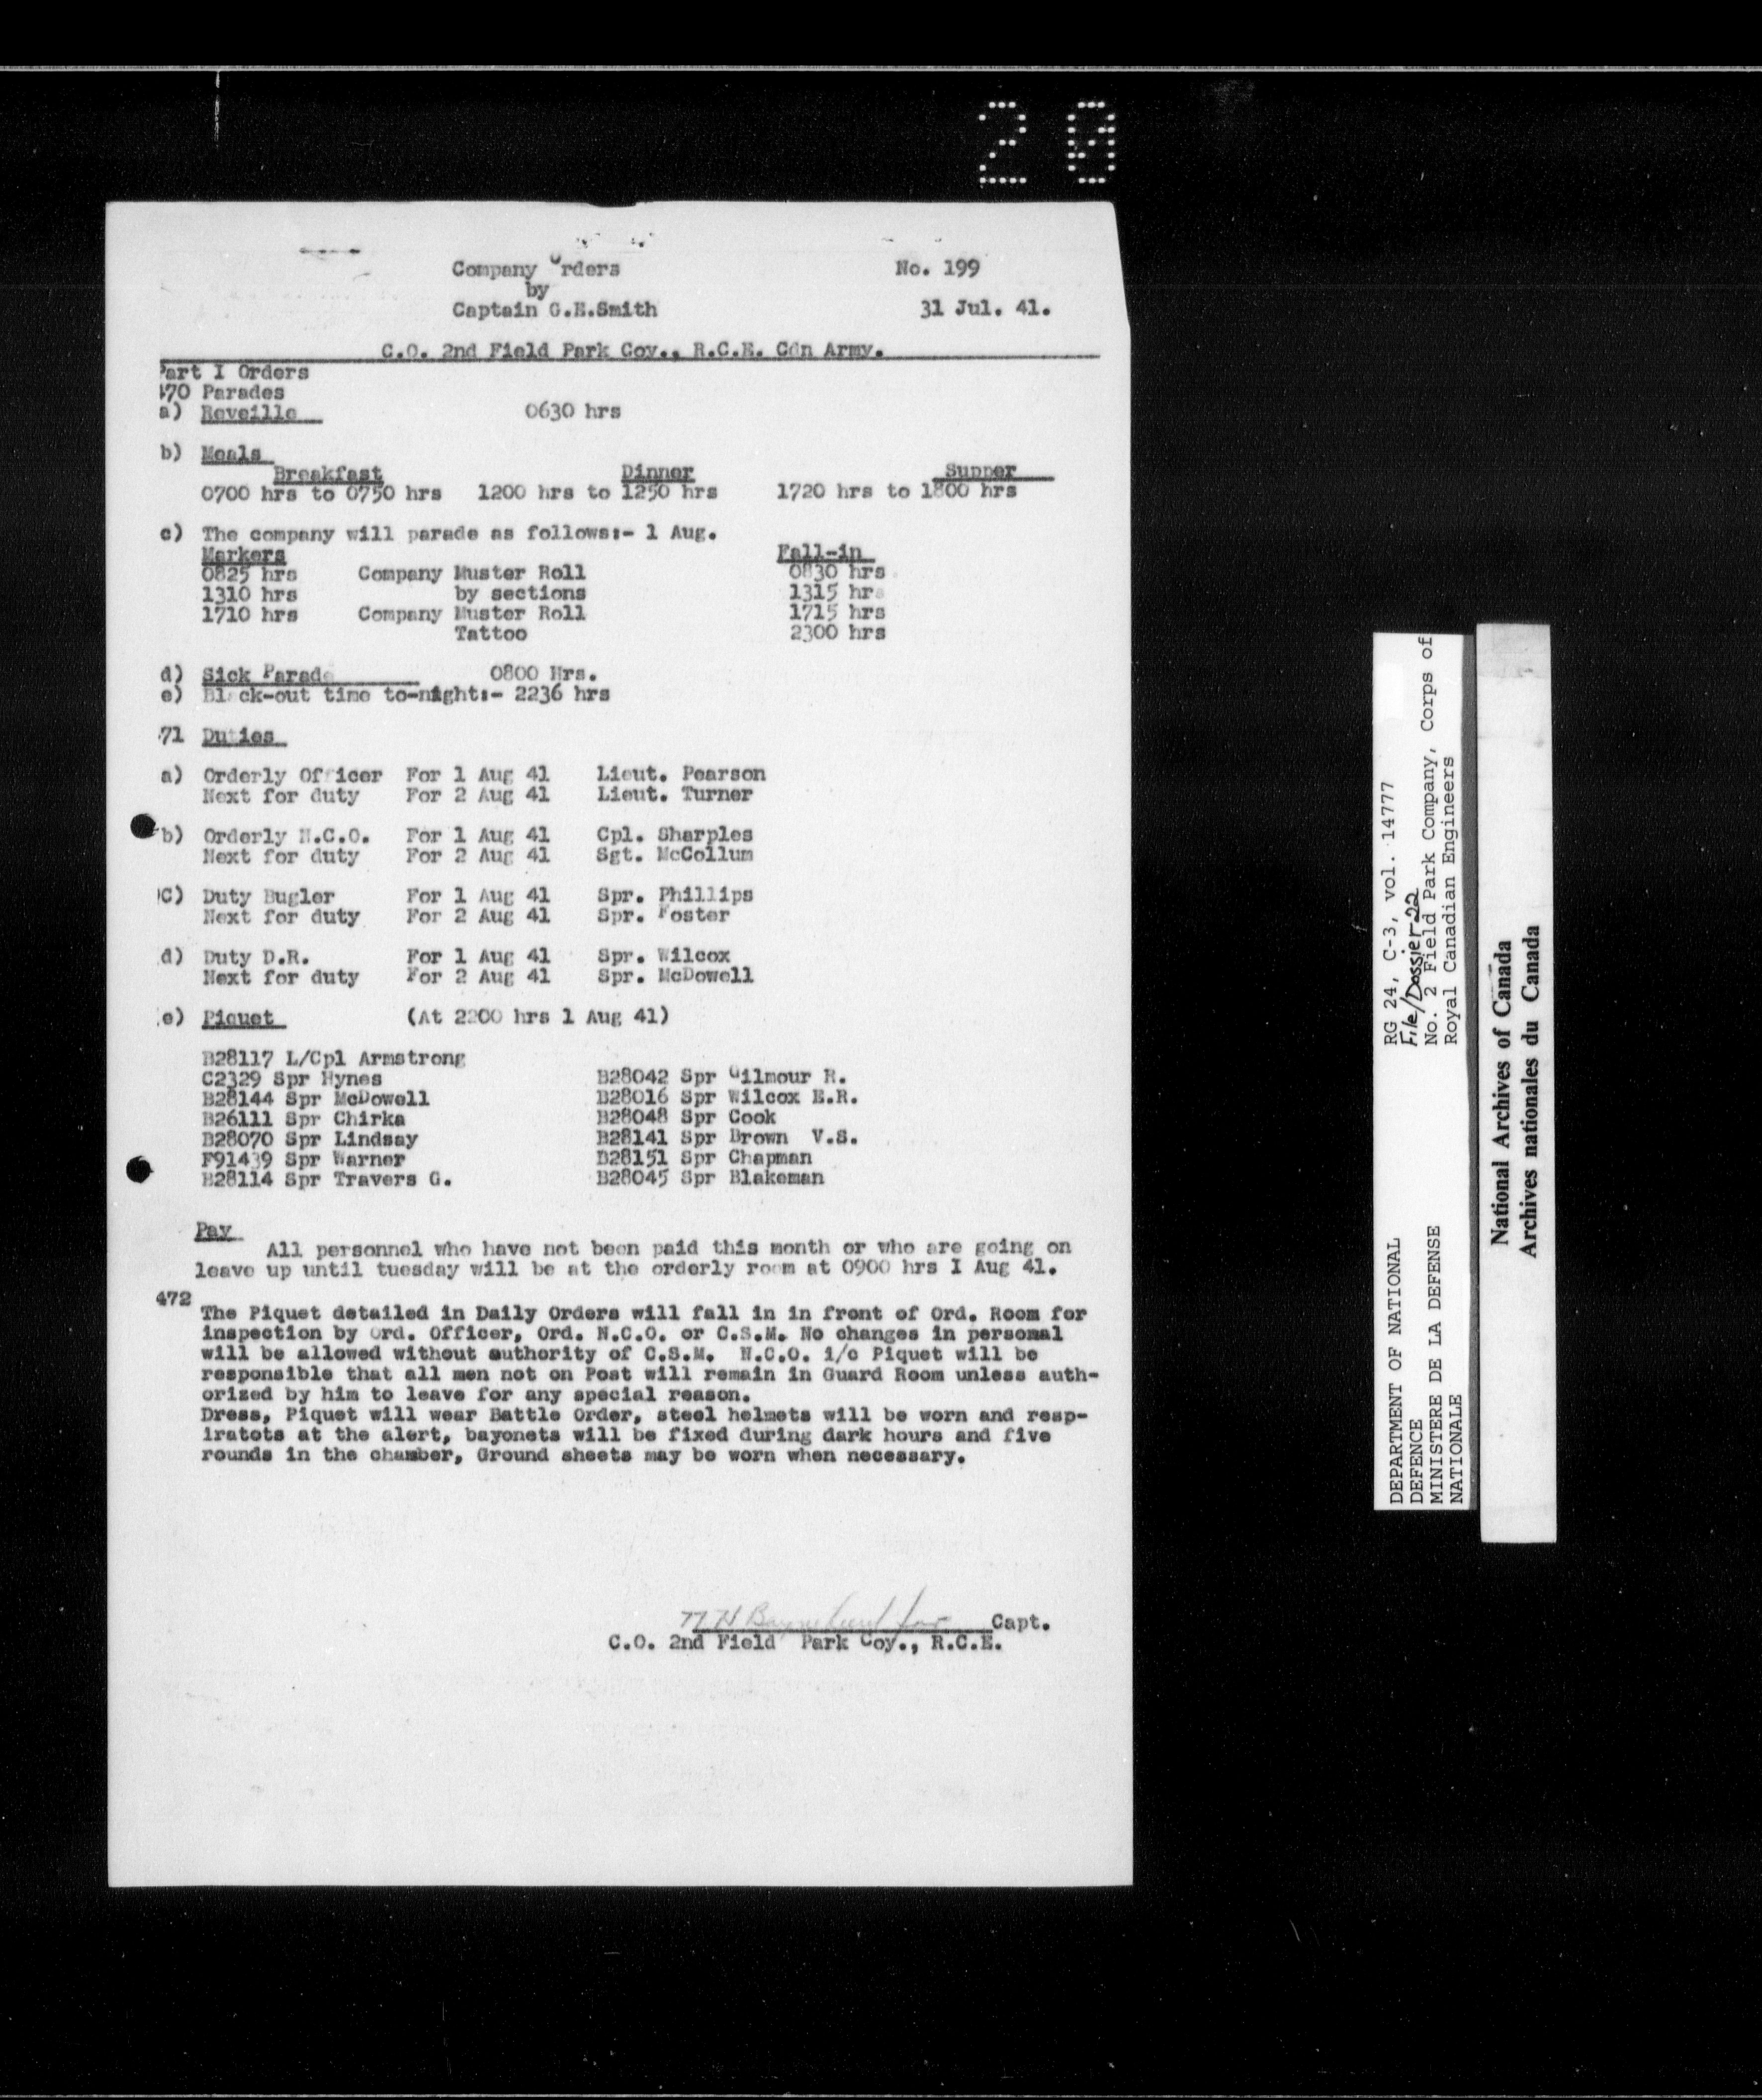 20
Company Orders No. 199
by
Captain G.E.Smith 31 Jul. 41.
C.O. 2nd Field Park Coy., R.C.E. Cdn Army.
Part I Orders
470 Parades
a) Reveille 0630 hrs
b) Meals
Breakfast Dinner Supper
0700 hrs to 0750 hrs 1200 hrs to 1250 hrs 1720 hrs to 1800 hrs
c) The company will parade as follows:- 1 Aug.
Markers Fall-in
0825 hrs Company Muster Roll 0830 hrs
1310 hrs by sections 1315 hrs
1710 hrs Company Muster Roll 1715 hrs
Tattoo 2300 hrs
d) Sick Parade 0800 Hrs.
e) Black-out time to-night:- 2236 hrs
71 Duties
a) Orderly Officer For 1 Aug 41 Lieut. Pearson
Next for duty For 2 Aug 41 Lieut. Turner
b) Orderly N.C.O. For 1 Aug 41 Cpl. Sharples
Next for duty For 2 Aug 41 Sgt. McCollum
C) Duty Bugler For 1 Aug 41 Spr. Phillips
Next for duty For 2 Aug 41 Spr. Foster
d) Duty D.R. For 1 Aug 41 Spr. Wilcox
Next for duty For 2 Aug 41 Spr. McDowell
e) Piquet (At 2200 hrs 1 Aug 41)
B28117 L/Cpl Armstrong
C2329 Spr Hynes B28042 Spr Gilmour R.
B28144 Spr McDowell B28016 Spr Wilcox E.R.
B26111 Spr Chirka B28048 Spr Cook
B28070 Spr Lindsay B28141 Spr Brown V.S.
F91439 Spr Warner B28151 Spr Chapman
B28114 Spr Travers G. B28045 Spr Blakeman
Pay
All personnel who have not been paid this month or who are going on
leave up until tuesday will be at the orderly room at 0900 hrs I Aug 41.
472
The Piquet detailed in Daily Orders will fall in in front of Ord. Room for
inspection by Ord. Officer, Ord. N.C.O. or C.S.M. No changes in personal
will be allowed without authority of C.S.M. N.C.O. i/c Piquet will be
responsible that all men not on Post will remain in Guard Room unless auth-
orized by him to leave for any special reason.
Dress, Piquet will wear Battle Order, steel helmets will be worn and resp-
iratots at the alert, bayonets will be fixed during dark hours and five
rounds in the chamber, Ground sheets may be worn when necessary.
for Capt.
C.O. 2nd Field Park Coy., R.C.E.
DEPARTMENT OF NATIONAL
DEFENCE
MINISTERE DE LA DEFENSE
NATIONALE
RG 24, C-3, vol. 14777
File/Dossier-22
No. 2 Field Park Company, Corps of
Royal Canadian Engineers
National Archives of Canada
Archives nationales du Canada